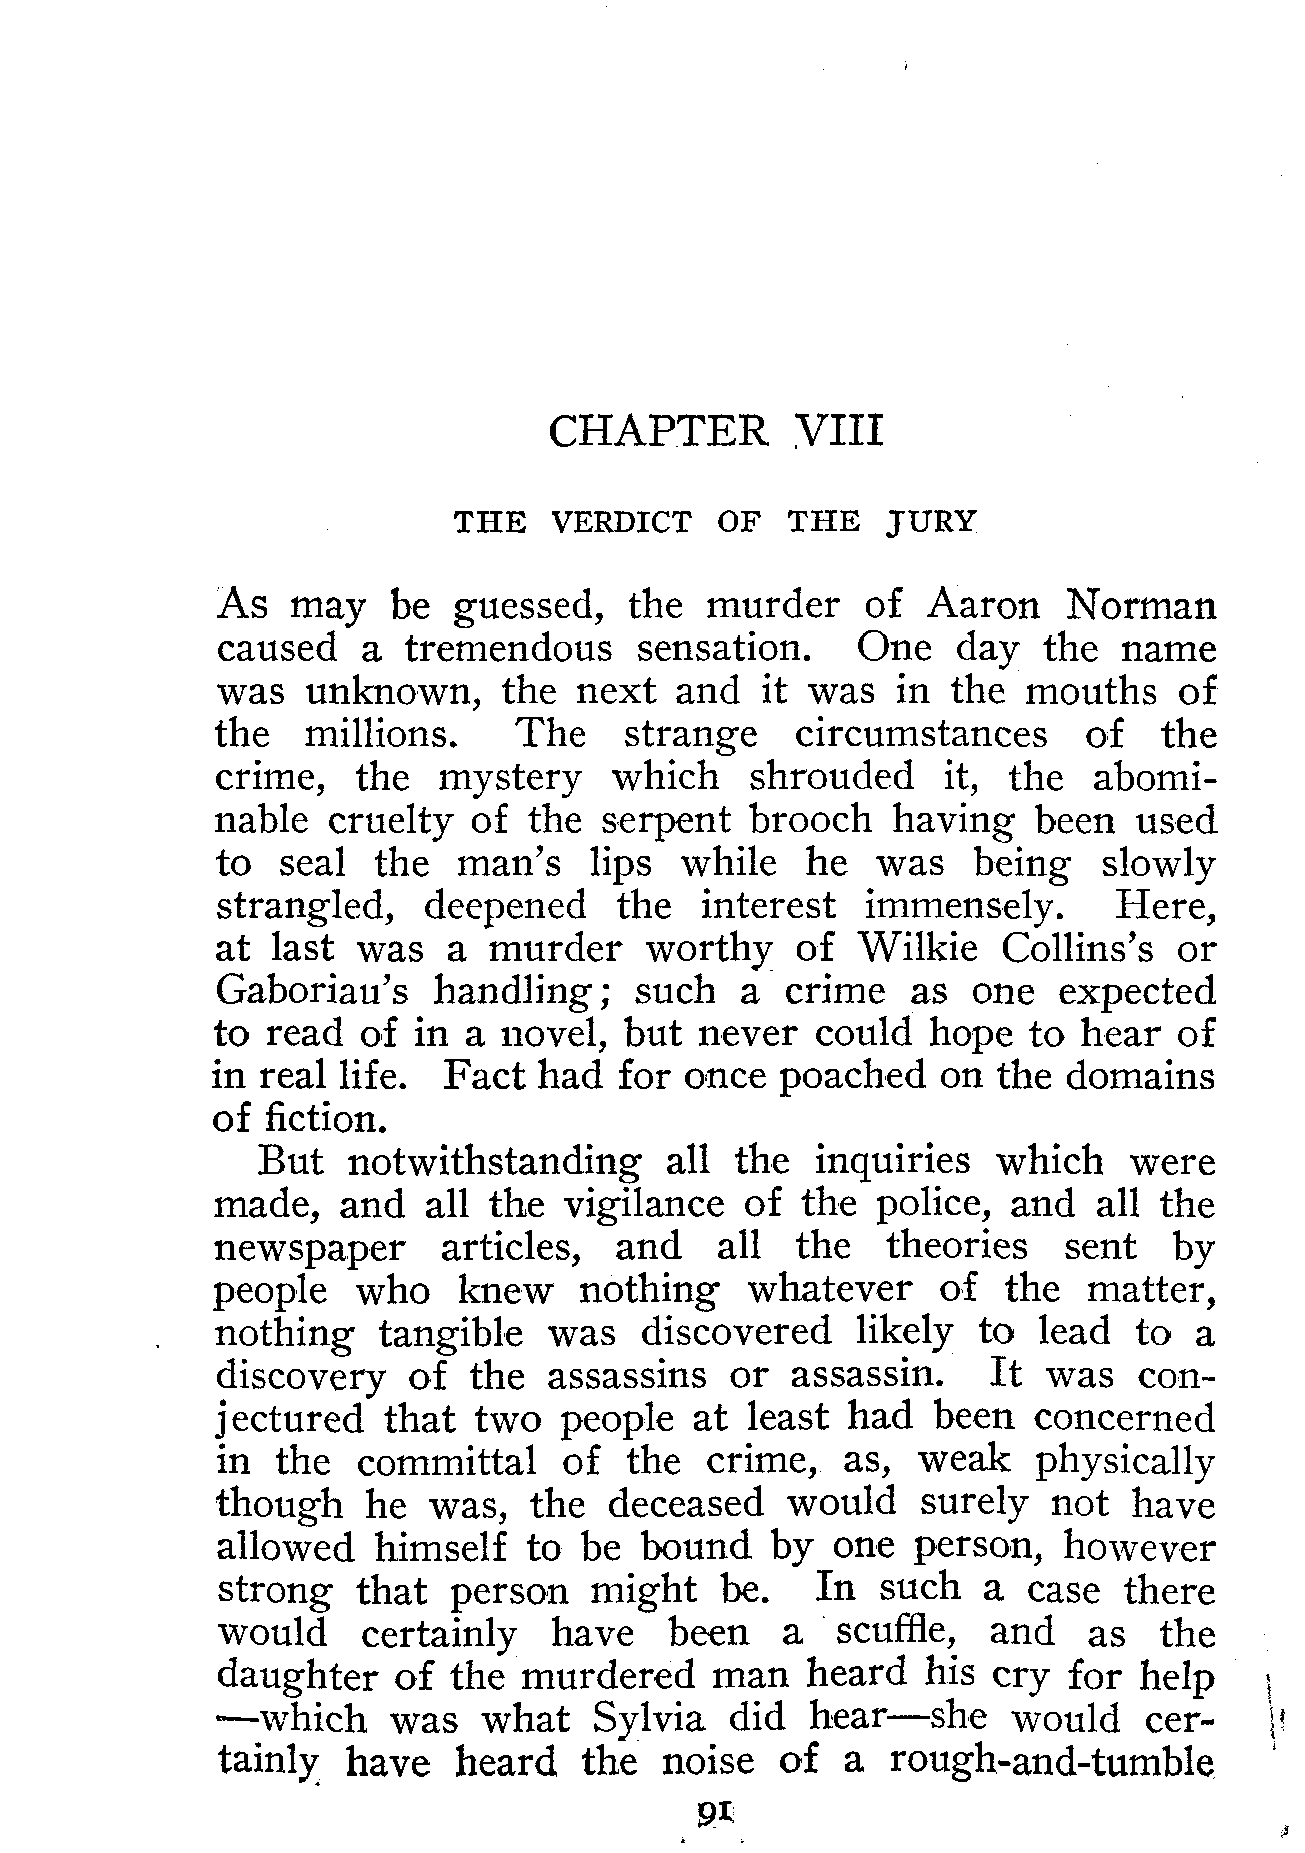 CHAPTER VIII
THE VERDICT OF THE JURY
As may be guessed, the murder of Aaron Norman
caused a tremendous sensation. One day the name
was unknown, the next and it was in the mouths of
the millions. The strange circumstances of the
crime, the mystery which shrouded it, the abomi-
nable cruelty of the serpent brooch having been used
to seal the man's lips while he was being slowly
strangled, deepened the interest immensely. Here,
at last was a murder worthy of Wilkie Collins's or
Gaboriau's handling; such a crime as one expected
to read of in a novel, but never could hope to hear of
in real life. Fact had for once poached on the domains
of fiction.
But notwithstanding all the inquiries which were
made, and all the vigilance of the police, and all the
newspaper articles, and all the theories sent by
people who knew nothing whatever of the matter,
nothing tangible was discovered likely to lead to a
discovery of the assassins or assassin. It was con-
jectured that two people at least had been concerned
in the committal of the crime, as, weak physically
though he was, the deceased would surely not have
allowed himself to be bound by one person, however
strong that person might be. In such a case there
would certainly have been a scuffle, and as the
daughter of the murdered man heard his cry for help
—which was what Sylvia did hear—she would cer-
tainly have heard the noise of a rough-and-tumble
91